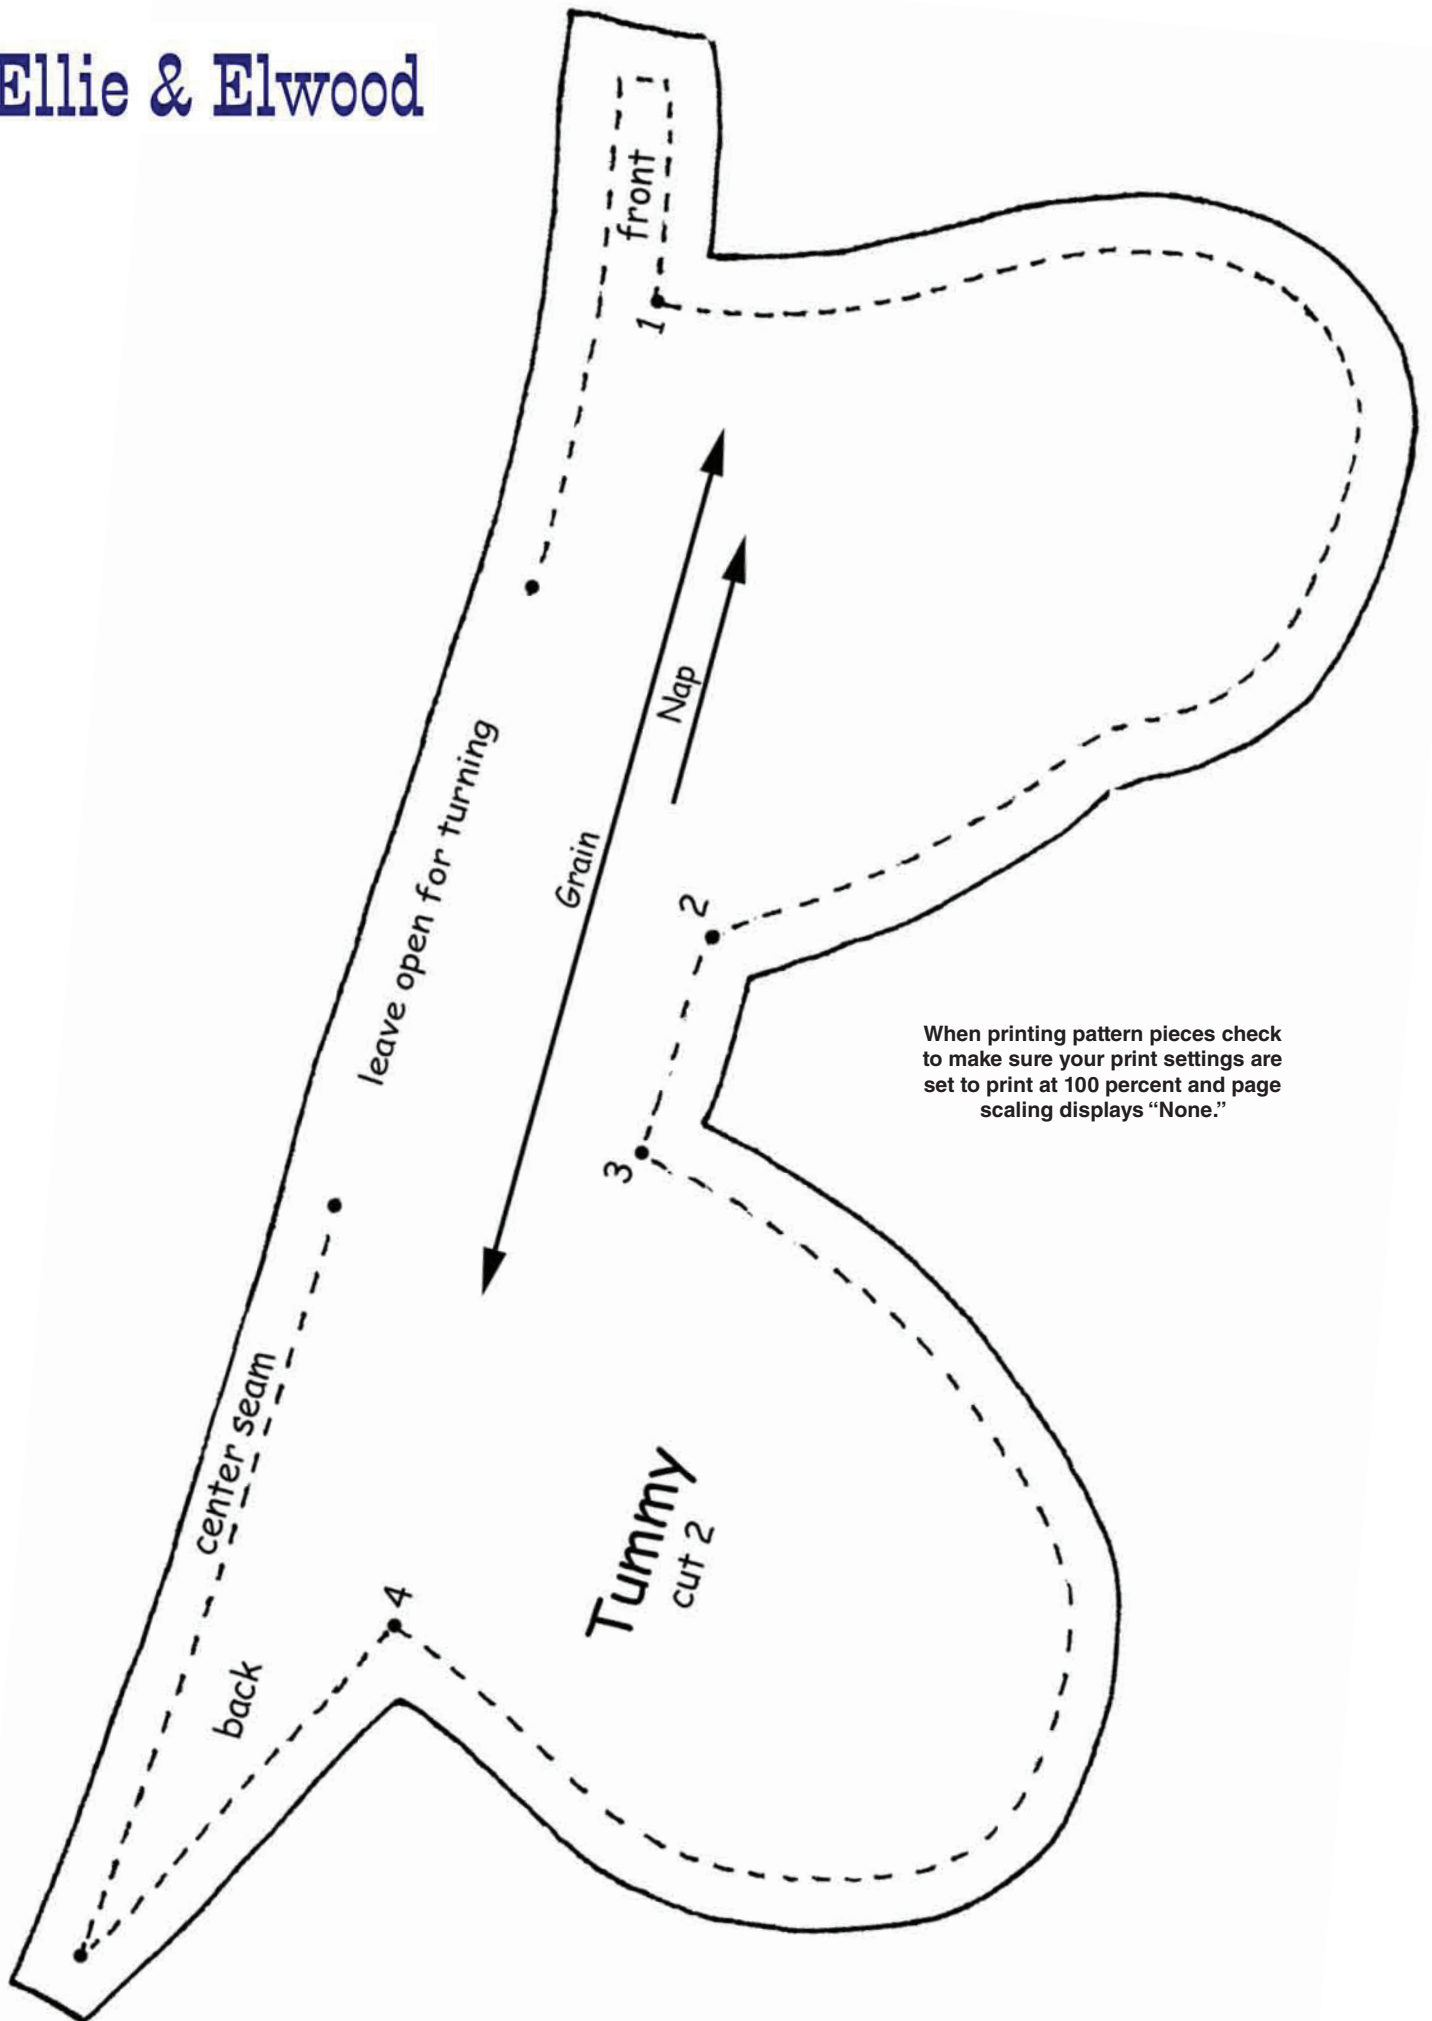 Ellie & Elwood
front
1
leave open for turning
Nap
Grain
2
When printing pattern pieces check
to make sure your print settings are
set to print at 100 percent and page
scaling displays “None.”
3
center seam
Tummy
cut 2
4
back